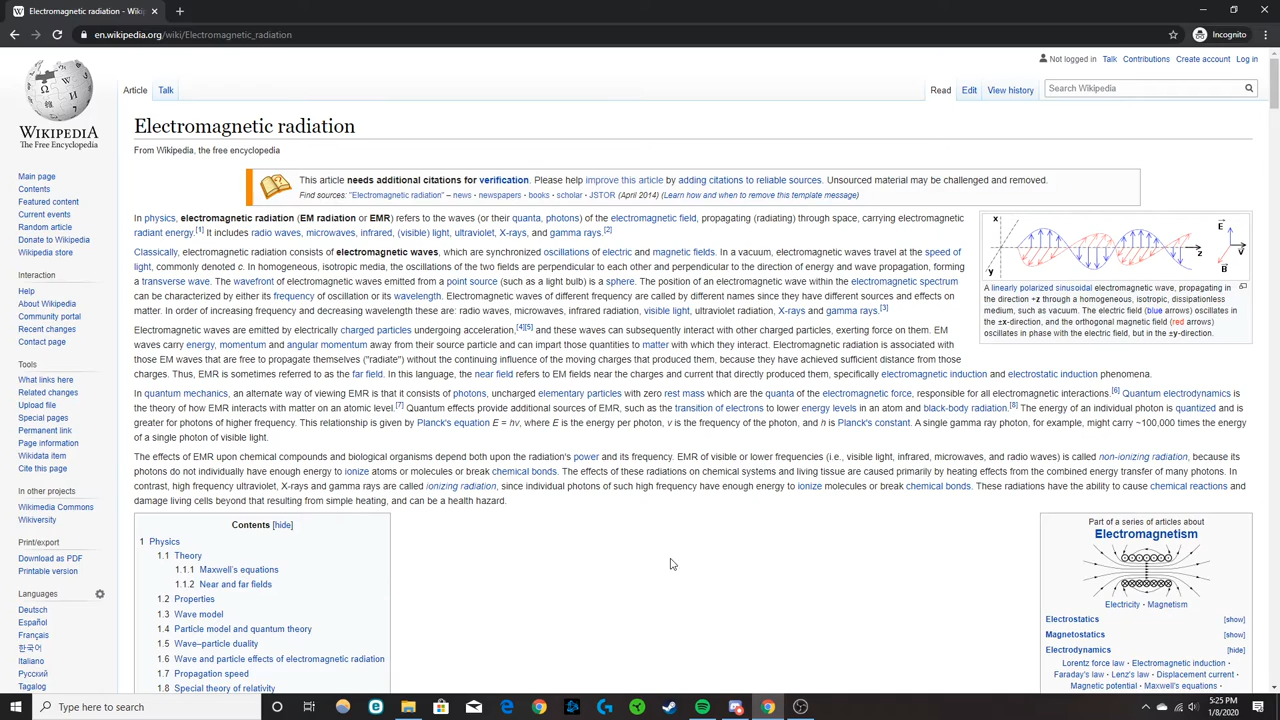 Electromagnetic radiation - Wiki
en.wikipedia.org/wiki/Electromagnetic_radiation
Incognito
Not logged in Talk Contributions Create account Log in
Article Talk
Read Edit View history
Search Wikipedia
WIKIPEDIA
The Free Encyclopedia
Main page
Contents
Featured content
Current events
Random article
Donate to Wikipedia
Wikipedia store
Interaction
Help
About Wikipedia
Community portal
Recent changes
Contact page
Tools
What links here
Related changes
Upload file
Special pages
Permanent link
Page information
Wikidata item
Cite this page
In other projects
Wikimedia Commons
Wikiversity
Print/export
Download as PDF
Printable version
Languages
Deutsch
Español
Français
한국어
Italiano
Русский
Tagalog
Electromagnetic radiation
From Wikipedia, the free encyclopedia
This article needs additional citations for verification. Please help improve this article by adding citations to reliable sources. Unsourced material may be challenged and removed.
Find sources: "Electromagnetic radiation" – news · newspapers · books · scholar · JSTOR (April 2014) (Learn how and when to remove this template message)
In physics, electromagnetic radiation (EM radiation or EMR) refers to the waves (or their quanta, photons) of the electromagnetic field, propagating (radiating) through space, carrying electromagnetic
radiant energy.[1] It includes radio waves, microwaves, infrared, (visible) light, ultraviolet, X-rays, and gamma rays.[2]
Classically, electromagnetic radiation consists of electromagnetic waves, which are synchronized oscillations of electric and magnetic fields. In a vacuum, electromagnetic waves travel at the speed of
light, commonly denoted c. In homogeneous, isotropic media, the oscillations of the two fields are perpendicular to each other and perpendicular to the direction of energy and wave propagation, forming
a transverse wave. The wavefront of electromagnetic waves emitted from a point source (such as a light bulb) is a sphere. The position of an electromagnetic wave within the electromagnetic spectrum
can be characterized by either its frequency of oscillation or its wavelength. Electromagnetic waves of different frequency are called by different names since they have different sources and effects on
matter. In order of increasing frequency and decreasing wavelength these are: radio waves, microwaves, infrared radiation, visible light, ultraviolet radiation, X-rays and gamma rays.[3]
Electromagnetic waves are emitted by electrically charged particles undergoing acceleration,[4][5] and these waves can subsequently interact with other charged particles, exerting force on them. EM
waves carry energy, momentum and angular momentum away from their source particle and can impart those quantities to matter with which they interact. Electromagnetic radiation is associated with
those EM waves that are free to propagate themselves ("radiate") without the continuing influence of the moving charges that produced them, because they have achieved sufficient distance from those
charges. Thus, EMR is sometimes referred to as the far field. In this language, the near field refers to EM fields near the charges and current that directly produced them, specifically electromagnetic induction and electrostatic induction phenomena.
In quantum mechanics, an alternate way of viewing EMR is that it consists of photons, uncharged elementary particles with zero rest mass which are the quanta of the electromagnetic force, responsible for all electromagnetic interactions.[6] Quantum electrodynamics is
the theory of how EMR interacts with matter on an atomic level.[7] Quantum effects provide additional sources of EMR, such as the transition of electrons to lower energy levels in an atom and black-body radiation.[8] The energy of an individual photon is quantized and is
greater for photons of higher frequency. This relationship is given by Planck's equation E = hν, where E is the energy per photon, ν is the frequency of the photon, and h is Planck's constant. A single gamma ray photon, for example, might carry ~100,000 times the energy
of a single photon of visible light.
The effects of EMR upon chemical compounds and biological organisms depend both upon the radiation's power and its frequency. EMR of visible or lower frequencies (i.e., visible light, infrared, microwaves, and radio waves) is called non-ionizing radiation, because its
photons do not individually have enough energy to ionize atoms or molecules or break chemical bonds. The effects of these radiations on chemical systems and living tissue are caused primarily by heating effects from the combined energy transfer of many photons. In
contrast, high frequency ultraviolet, X-rays and gamma rays are called ionizing radiation, since individual photons of such high frequency have enough energy to ionize molecules or break chemical bonds. These radiations have the ability to cause chemical reactions and
damage living cells beyond that resulting from simple heating, and can be a health hazard.
x
y
z
E
B
v
A linearly polarized sinusoidal electromagnetic wave, propagating in
the direction +z through a homogeneous, isotropic, dissipationless
medium, such as vacuum. The electric field (blue arrows) oscillates in
the ±x-direction, and the orthogonal magnetic field (red arrows)
oscillates in phase with the electric field, but in the ±y-direction.
Contents [hide]
1 Physics
1.1 Theory
1.1.1 Maxwell's equations
1.1.2 Near and far fields
1.2 Properties
1.3 Wave model
1.4 Particle model and quantum theory
1.5 Wave–particle duality
1.6 Wave and particle effects of electromagnetic radiation
1.7 Propagation speed
1.8 Special theory of relativity
Part of a series of articles about
Electromagnetism
Electricity · Magnetism
Electrostatics [show]
Magnetostatics [show]
Electrodynamics [hide]
Lorentz force law · Electromagnetic induction ·
Faraday's law · Lenz's law · Displacement current ·
Magnetic potential · Maxwell's equations ·
Type here to search
5:25 PM
1/8/2020